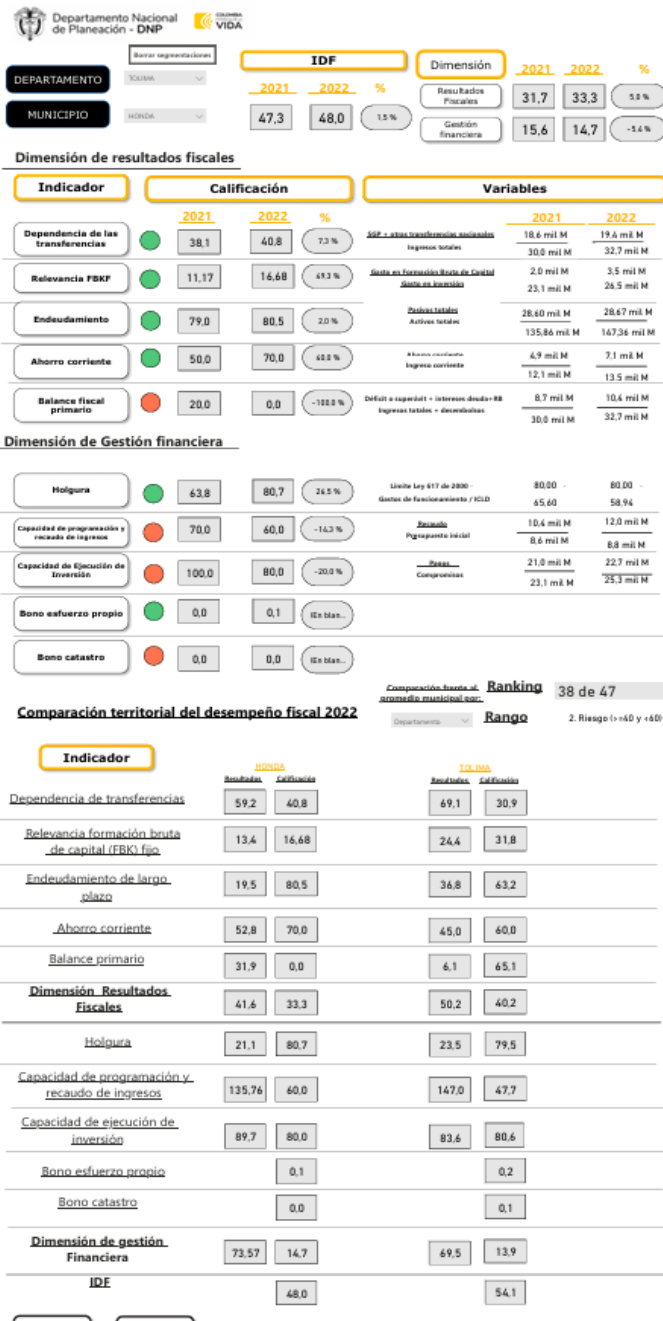 Departamento Nacional
de Planeación - DNP
COLOMBIA
VIDA
Borrar segmentaciones
DEPARTAMENTO
TOLIMA
MUNICIPIO
HONDA
IDF
2021 2022 %
47,3 48,0 1,5 %
Dimensión 2021 2022 %
Resultados
Fiscales
31,7 33,3 5,0 %
Gestión
financiera
15,6 14,7 -5,4 %
Dimensión de resultados fiscales
Indicador Calificación Variables
2021 2022 % 2021 2022
Dependencia de las
transferencias
38,1 40,8 7,3 %
SGP + otras transferencias nacionales 18,6 mil M 19,4 mil M
Ingresos totales 30,0 mil M 32,7 mil M
Relevancia FBKF 11,17 16,68 49,3 %
Gasto en Formación Bruta de Capital 2,0 mil M 3,5 mil M
Gasto en inversión 23,1 mil M 26,5 mil M
Endeudamiento 79,0 80,5 2,0 %
Pasivos totales 28,60 mil M 28,67 mil M
Activos totales 135,86 mil M 147,36 mil M
Ahorro corriente 50,0 70,0 40,0 %
Ahorro corriente 4,9 mil M 7,1 mil M
Ingreso corriente 12,1 mil M 13.5 mil M
Balance fiscal
primario
20,0 0,0 -100,0 %
Déficit o superávit + intereses deuda+RB 8,7 mil M 10,4 mil M
Ingresos totales + desembolsos 30,0 mil M 32,7 mil M
Dimensión de Gestión financiera
Holgura 63,8 80,7 26,5 %
Limite Ley 617 de 2000 - 80,00 - 80,00 -
Gastos de funcionamiento / ICLD 65,60 58,94
Capacidad de programación y
recaudo de ingresos
70,0 60,0 -14,3 %
Recaudo 10,4 mil M 12,0 mil M
Presupuesto inicial 8,6 mil M 8,8 mil M
Capacidad de Ejecución de
Inversión
100,0 80,0 -20,0 %
Pagos 21,0 mil M 22,7 mil M
Compromisos 23,1 mil M 25,3 mil M
Bono esfuerzo propio 0,0 0,1 (En blan...
Bono catastro 0,0 0,0 (En blan...
Comparación frente al
promedio municipal por:
Ranking 38 de 47
Comparación territorial del desempeño fiscal 2022
Departamento
Rango 2. Riesgo (>=40 y <60)
Indicador
HONDA TOLIMA
Resultados Calificación Resultados Calificación
Dependencia de transferencias 59,2 40,8 69,1 30,9
Relevancia formación bruta
de capital (FBK) fijo
13,4 16,68 24,4 31,8
Endeudamiento de largo
plazo
19,5 80,5 36,8 63,2
Ahorro corriente 52,8 70,0 45,0 60,0
Balance primario 31,9 0,0 6,1 65,1
Dimensión Resultados
Fiscales
41,6 33,3 50,2 40,2
Holgura 21,1 80,7 23,5 79,5
Capacidad de programación y
recaudo de ingresos
135,76 60,0 147,0 47,7
Capacidad de ejecución de
inversión
89,7 80,0 83,6 80,6
Bono esfuerzo propio 0,1 0,2
Bono catastro 0,0 0,1
Dimensión de gestión
Financiera
73,57 14,7 69,5 13,9
IDF 48,0 54,1